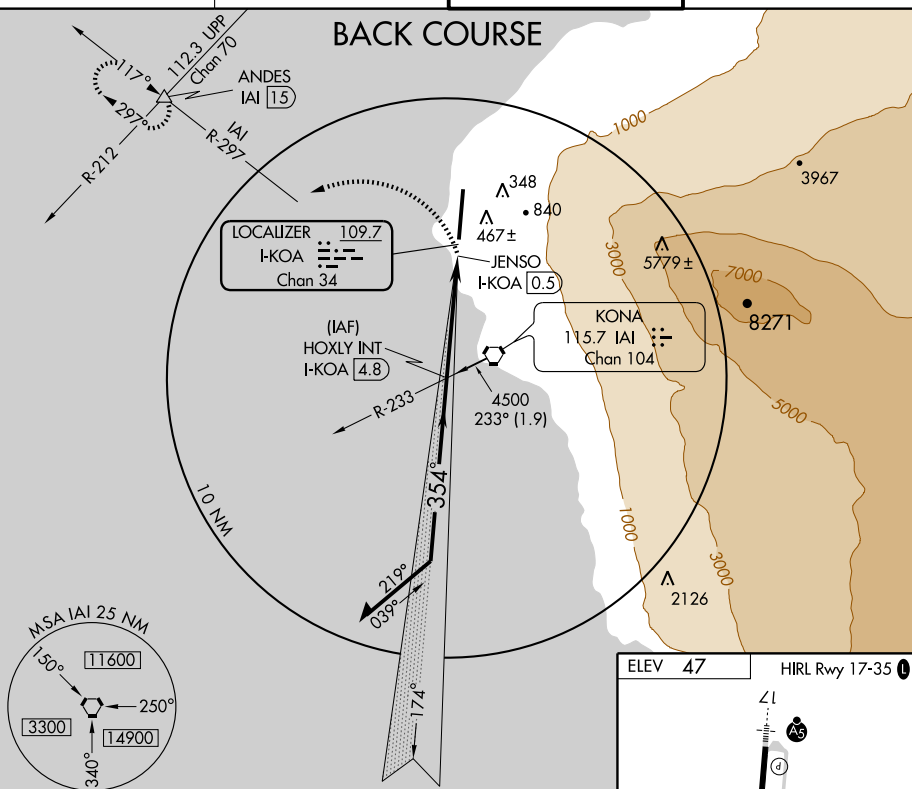 BACK COURSE
112.3 UPP
Chan 70
117°
297°
ANDES
IAI 15
IAI
R-297
R-212
1000
3967
348
840
467±
LOCALIZER 109.7
I-KOA
Chan 34
JENSO
I-KOA 0.5
3000
5779±
7000
8271
KONA
115.7 IAI
Chan 104
(IAF)
HOXLY INT
I-KOA 4.8
R-233
4500
233° (1.9)
5000
354°
10 NM
1000
3000
219°
039°
2126
174°
MSA IAI 25 NM
150°
11600
250°
3300
14900
340°
ELEV 47
HIRL Rwy 17-35 L
17
A5
P